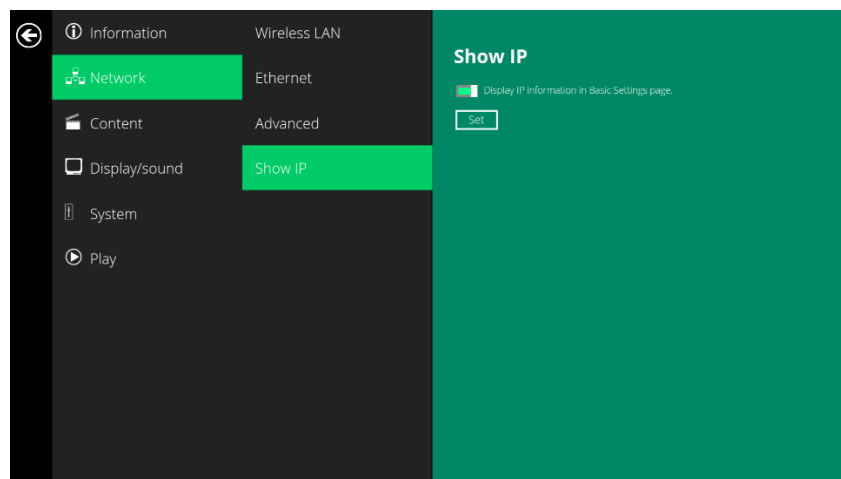 Information
Network
Content
Display/sound
System
Play
Wireless LAN
Ethernet
Advanced
Show IP
Show IP
Display IP information in Basic Settings page.
Set